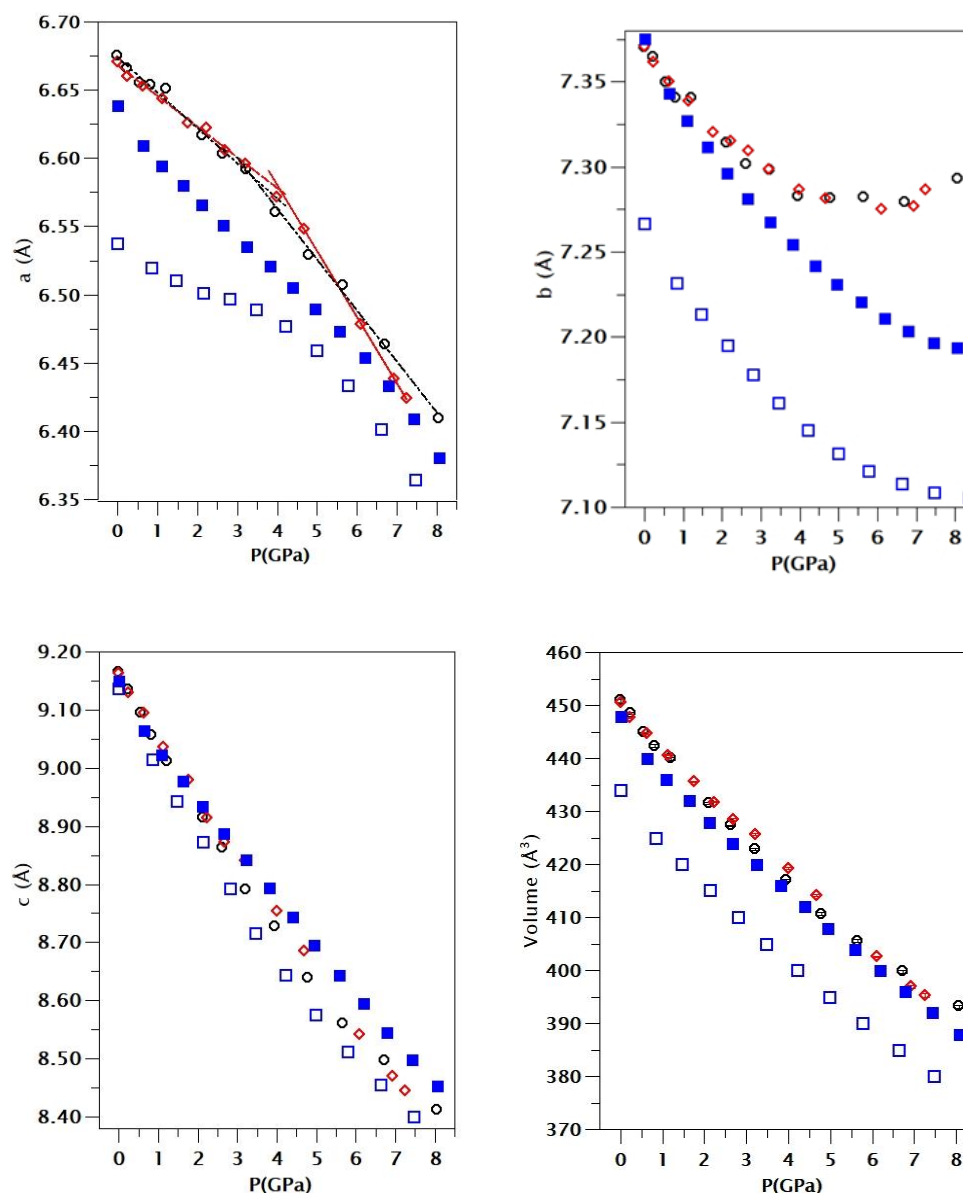 6.70
6.65
6.60
6.55
6.50
6.45
6.40
6.35
a (Å)
0 1 2 3 4 5 6 7 8
P(GPa)
7.35
7.30
7.25
7.20
7.15
7.10
b (Å)
0 1 2 3 4 5 6 7 8
P(GPa)
9.20
9.10
9.00
8.90
8.80
8.70
8.60
8.50
8.40
c (Å)
0 1 2 3 4 5 6 7 8
P(GPa)
460
450
440
430
420
410
400
390
380
370
Volume (Å³)
0 1 2 3 4 5 6 7 8
P(GPa)